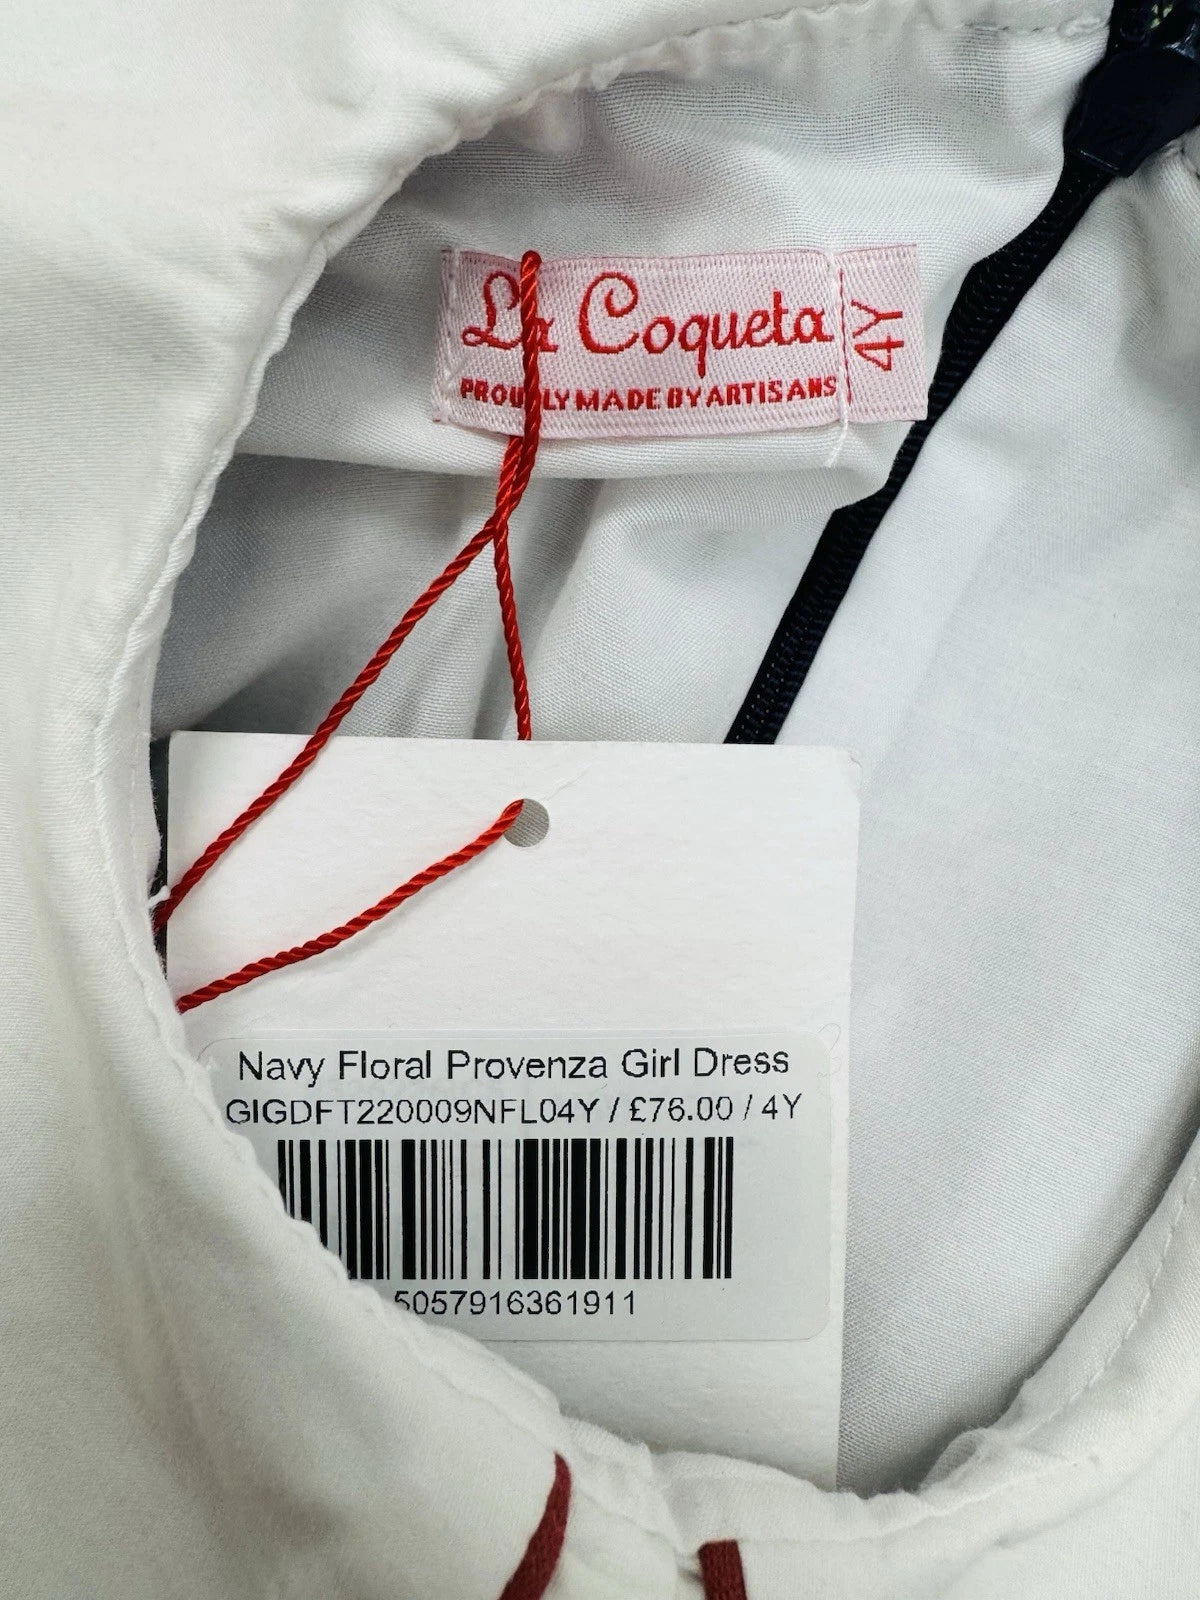 La Coqueta
PROUDLY MADE BY ARTISANS
4Y
Navy Floral Provenza Girl Dress
GIGDFT220009NFL04Y / £76.00 / 4Y
5057916361911